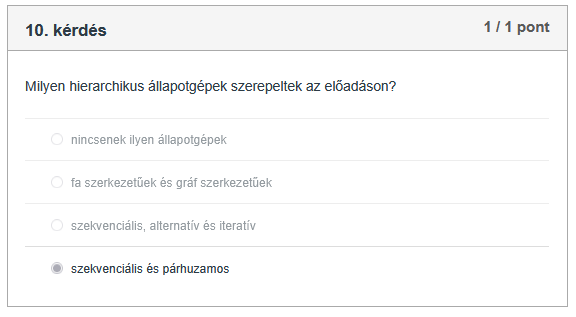 10. kérdés
1 / 1 pont
Milyen hierarchikus állapotgépek szerepeltek az előadáson?
nincsenek ilyen állapotgépek
fa szerkezetűek és gráf szerkezetűek
szekvenciális, alternatív és iteratív
szekvenciális és párhuzamos